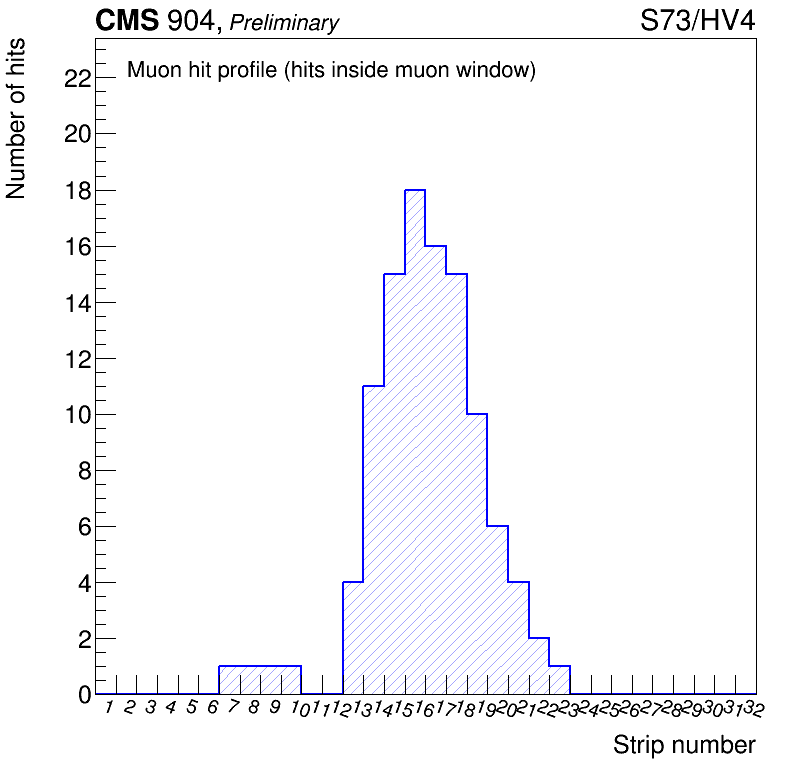 CMS 904, Preliminary S73/HV4
Number of hits
Muon hit profile (hits inside muon window)
22
20
18
16
14
12
10
8
6
4
2
0
1 2 3 4 5 6 7 8 9 10 11 12 13 14 15 16 17 18 19 20 21 22 23 24 25 26 27 28 29 30 31 32
Strip number